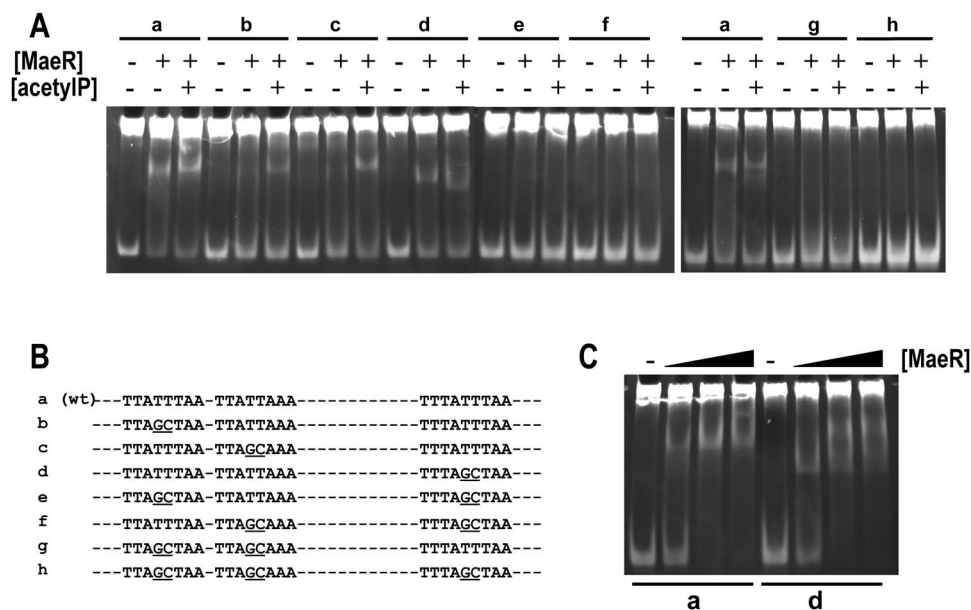 A
a b c d e f a g h
[MaeR] - + + - + + - + + - + + - + + - + + - + + - + + + + +
[acetylP] - - + - - + - - + - - + - - + - - + - - + - - + - - +
B
a (wt)---TTATTTAA-TTATTAAA------------TTTATTTAA---
b ---TTAGCTAA-TTATTAAA------------TTTATTTAA---
c ---TTATTTAA-TTAGCAAA------------TTTATTTAA---
d ---TTATTTAA-TTATTAAA------------TTTAGCTAA---
e ---TTAGCTAA-TTATTAAA------------TTTAGCTAA---
f ---TTATTTAA-TTAGCAAA------------TTTAGCTAA---
g ---TTAGCTAA-TTAGCAAA------------TTTATTTAA---
h ---TTAGCTAA-TTAGCAAA------------TTTAGCTAA---
C
- - [MaeR]
a d